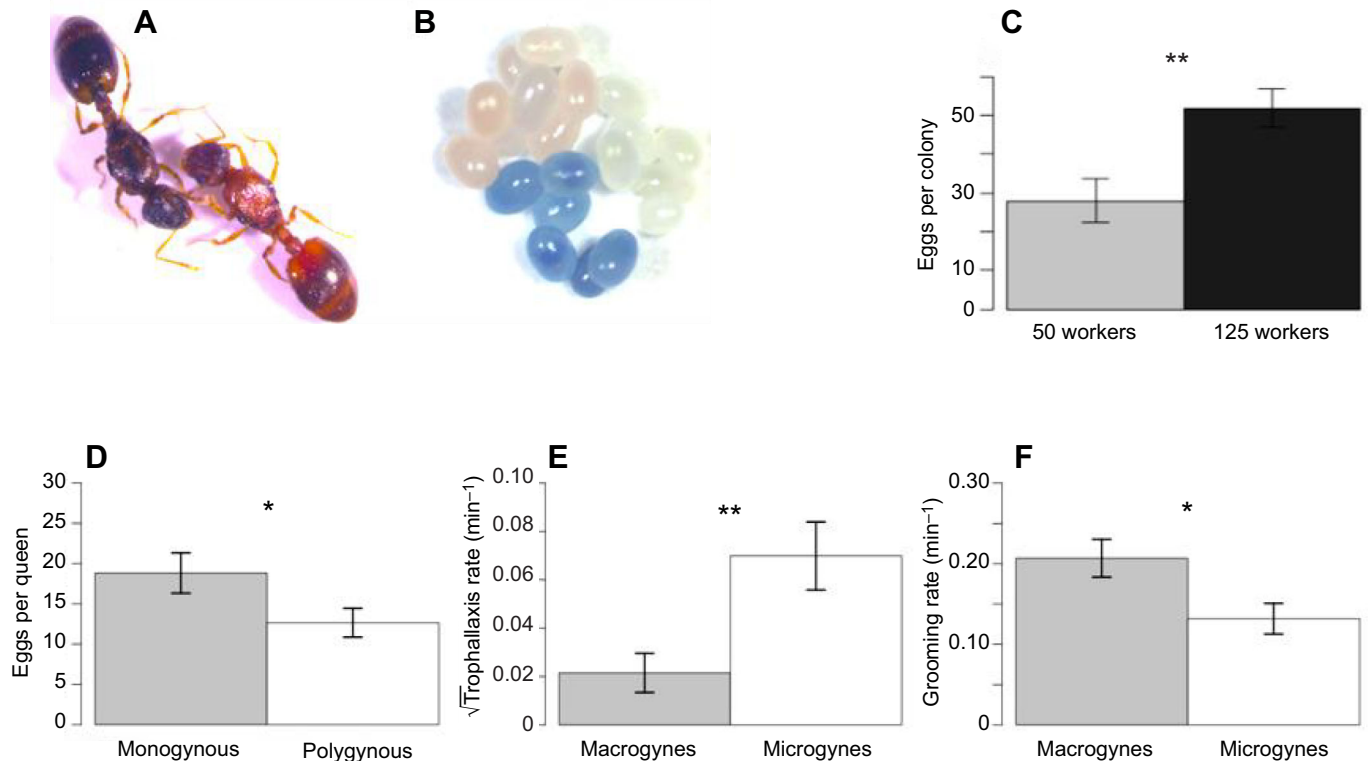 A
B
C
**
Eggs per colony
50
30
10
0
50 workers
125 workers
D
*
Eggs per queen
30
25
20
15
10
5
0
Monogynous
Polygynous
E
**
√Trophallaxis rate (min⁻¹)
0.10
0.08
0.06
0.04
0.02
0
Macrogynes
Microgynes
F
*
Grooming rate (min⁻¹)
0.30
0.20
0.10
0
Macrogynes
Microgynes